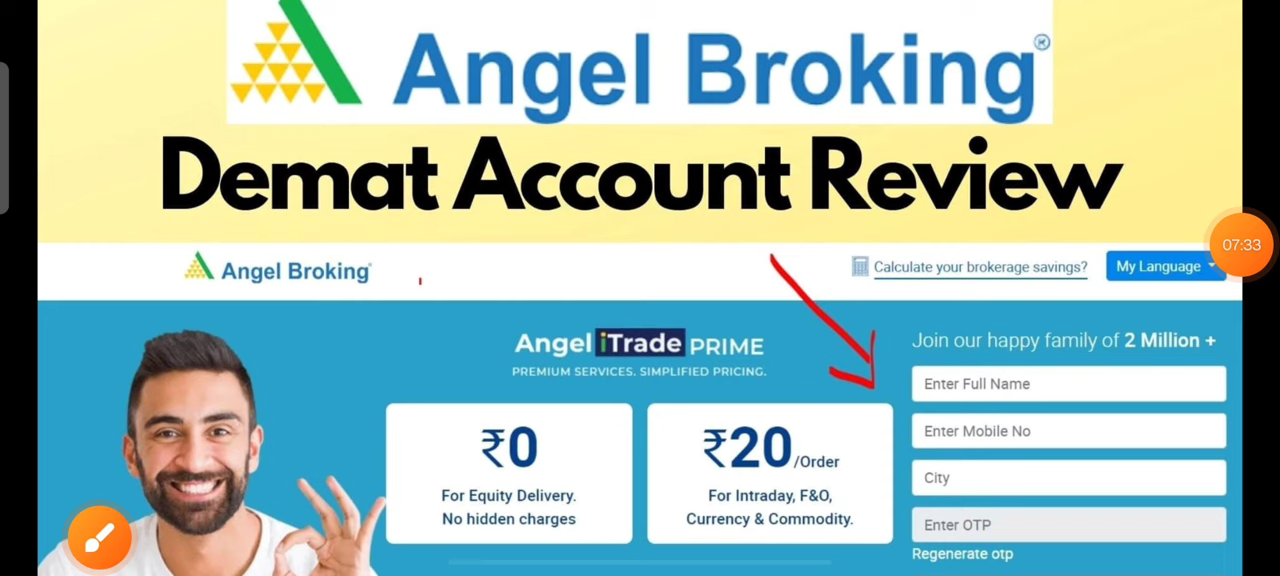 Angel Broking®
Demat Account Review
Angel Broking
Calculate your brokerage savings?
My Language
07:33
Angel iTrade PRIME
PREMIUM SERVICES. SIMPLIFIED PRICING.
Join our happy family of 2 Million +
Enter Full Name
Enter Mobile No
City
Enter OTP
Regenerate otp
₹0
For Equity Delivery.
No hidden charges
₹20/Order
For Intraday, F&O,
Currency & Commodity.